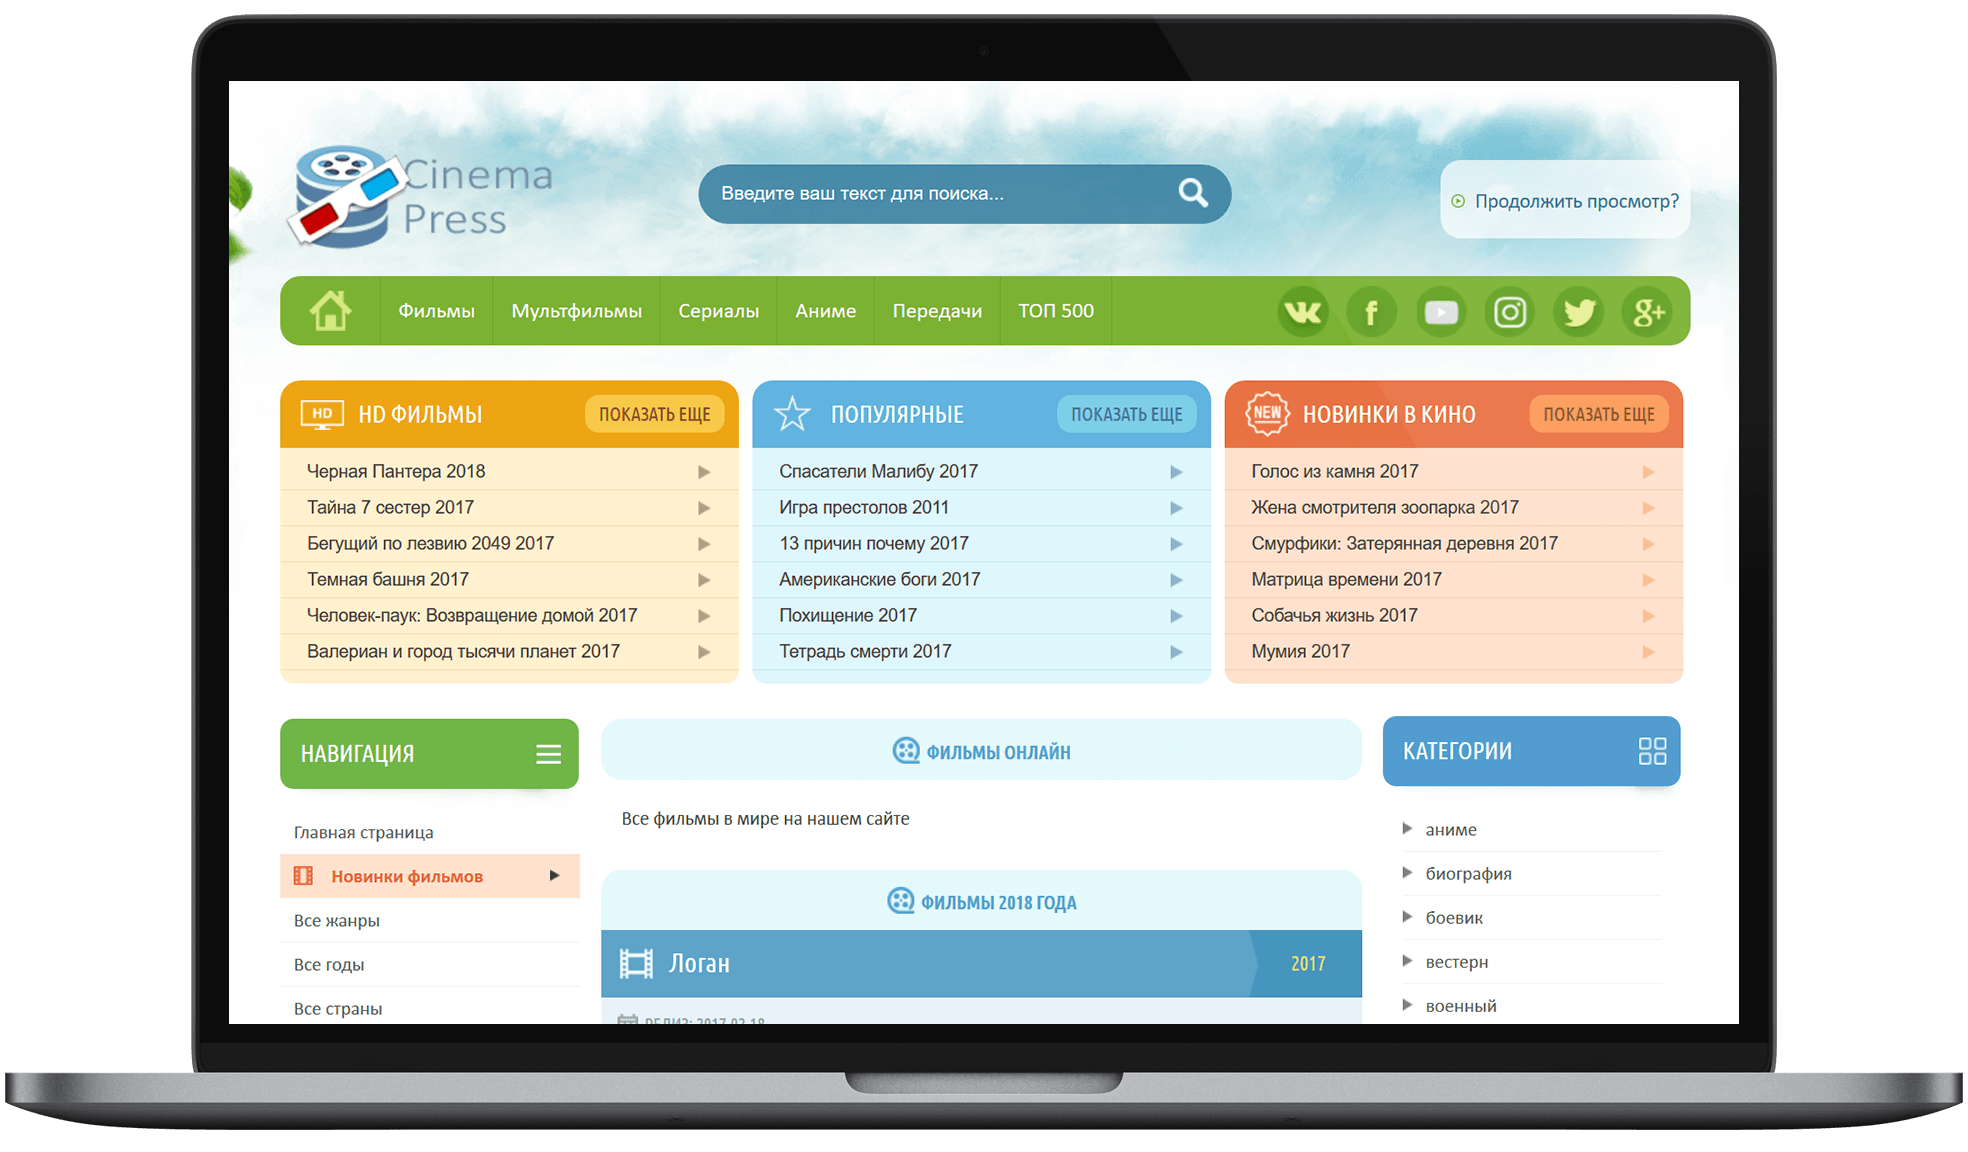 Cinema
Press
Введите ваш текст для поиска...
Продолжить просмотр?
Фильмы
Мультфильмы
Сериалы
Аниме
Передачи
ТОП 500
HD
HD ФИЛЬМЫ
ПОКАЗАТЬ ЕЩЕ
Черная Пантера 2018
Тайна 7 сестер 2017
Бегущий по лезвию 2049 2017
Темная башня 2017
Человек-паук: Возвращение домой 2017
Валериан и город тысячи планет 2017
ПОПУЛЯРНЫЕ
ПОКАЗАТЬ ЕЩЕ
Спасатели Малибу 2017
Игра престолов 2011
13 причин почему 2017
Американские боги 2017
Похищение 2017
Тетрадь смерти 2017
NEW
НОВИНКИ В КИНО
ПОКАЗАТЬ ЕЩЕ
Голос из камня 2017
Жена смотрителя зоопарка 2017
Смурфики: Затерянная деревня 2017
Матрица времени 2017
Собачья жизнь 2017
Мумия 2017
НАВИГАЦИЯ
Главная страница
Новинки фильмов
Все жанры
Все годы
Все страны
ФИЛЬМЫ ОНЛАЙН
Все фильмы в мире на нашем сайте
ФИЛЬМЫ 2018 ГОДА
Логан
2017
РЕЛИЗ: 2017-02-18
КАТЕГОРИИ
аниме
биография
боевик
вестерн
военный